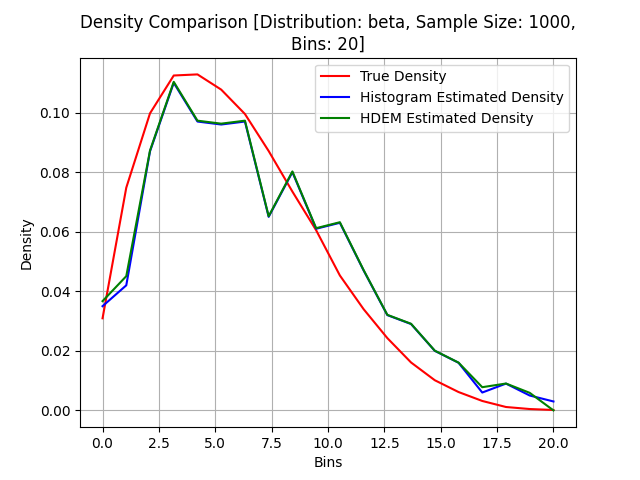 Density Comparison [Distribution: beta, Sample Size: 1000,
Bins: 20]
True Density
Histogram Estimated Density
HDEM Estimated Density
Density
0.10
0.08
0.06
0.04
0.02
0.00
0.0 2.5 5.0 7.5 10.0 12.5 15.0 17.5 20.0
Bins